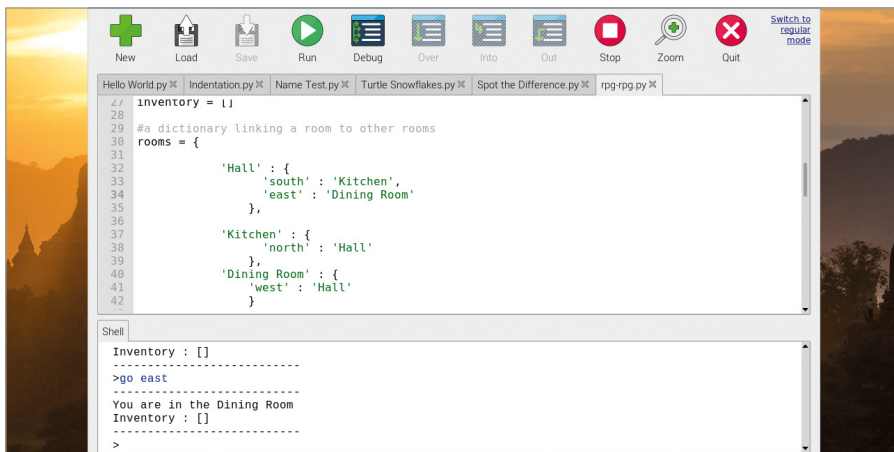 New Load Save Run Debug Over Into Out Stop Zoom Quit
Switch to
regular
mode
Hello World.py Indentation.py Name Test.py Turtle Snowflakes.py Spot the Difference.py rpg-rpg.py
27 inventory = []
28
29 #a dictionary linking a room to other rooms
30 rooms = {
31
32 'Hall' : {
33 'south' : 'Kitchen',
34 'east' : 'Dining Room'
35 },
36
37 'Kitchen' : {
38 'north' : 'Hall'
39 },
40 'Dining Room' : {
41 'west' : 'Hall'
42 }
Shell
Inventory : []
---------------------------
>go east
---------------------------
You are in the Dining Room
Inventory : []
---------------------------
>